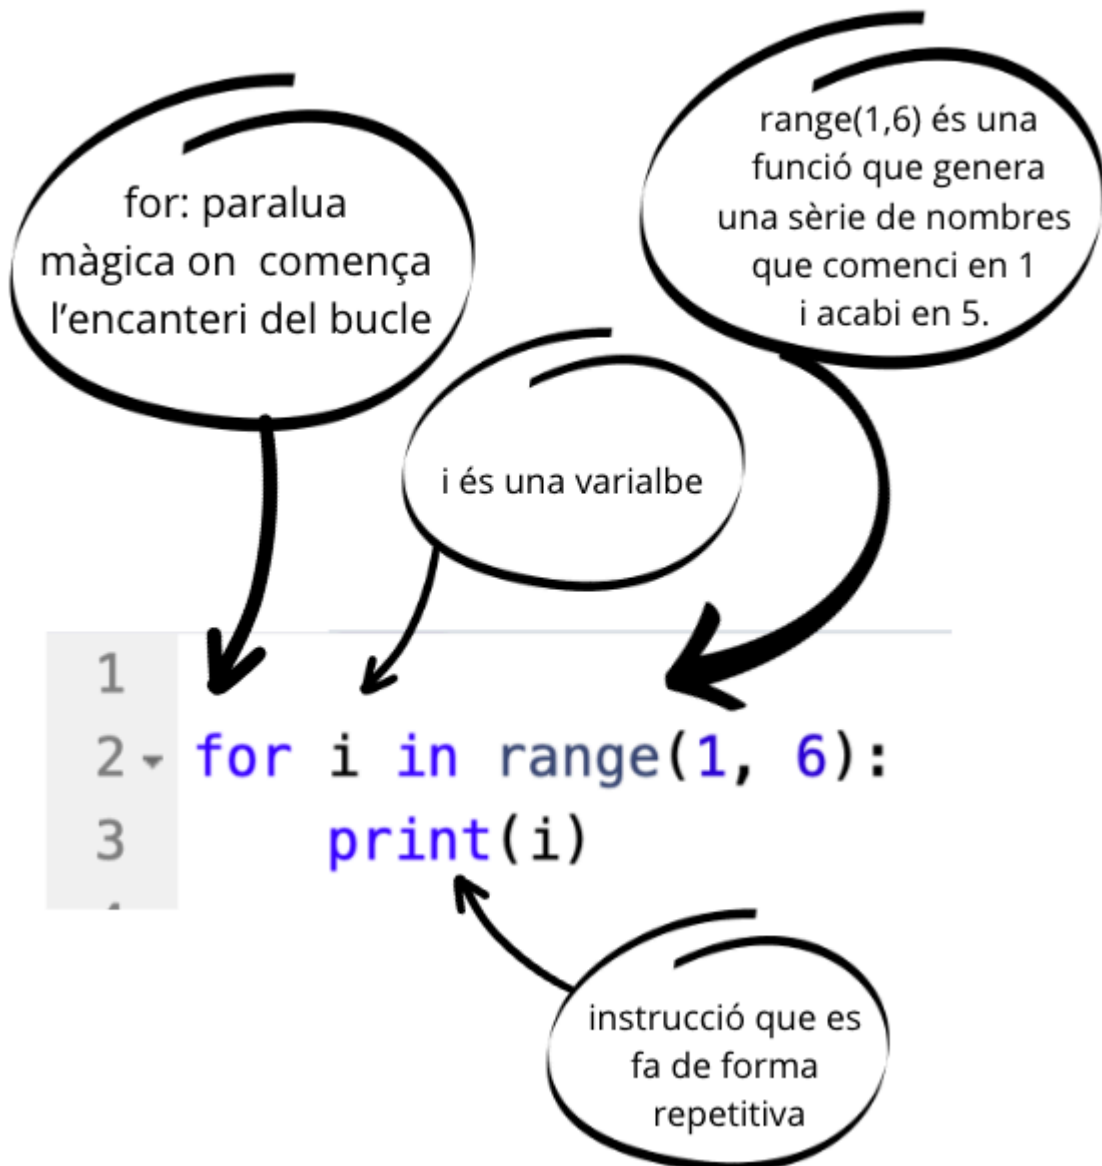 for: paralua
màgica on  comença
l’encanteri del bucle
range(1,6) és una
funció que genera
una sèrie de nombres
que comenci en 1
i acabi en 5.
i és una varialbe
1
2 for i in range(1, 6):
3 print(i)
instrucció que es
fa de forma
repetitiva